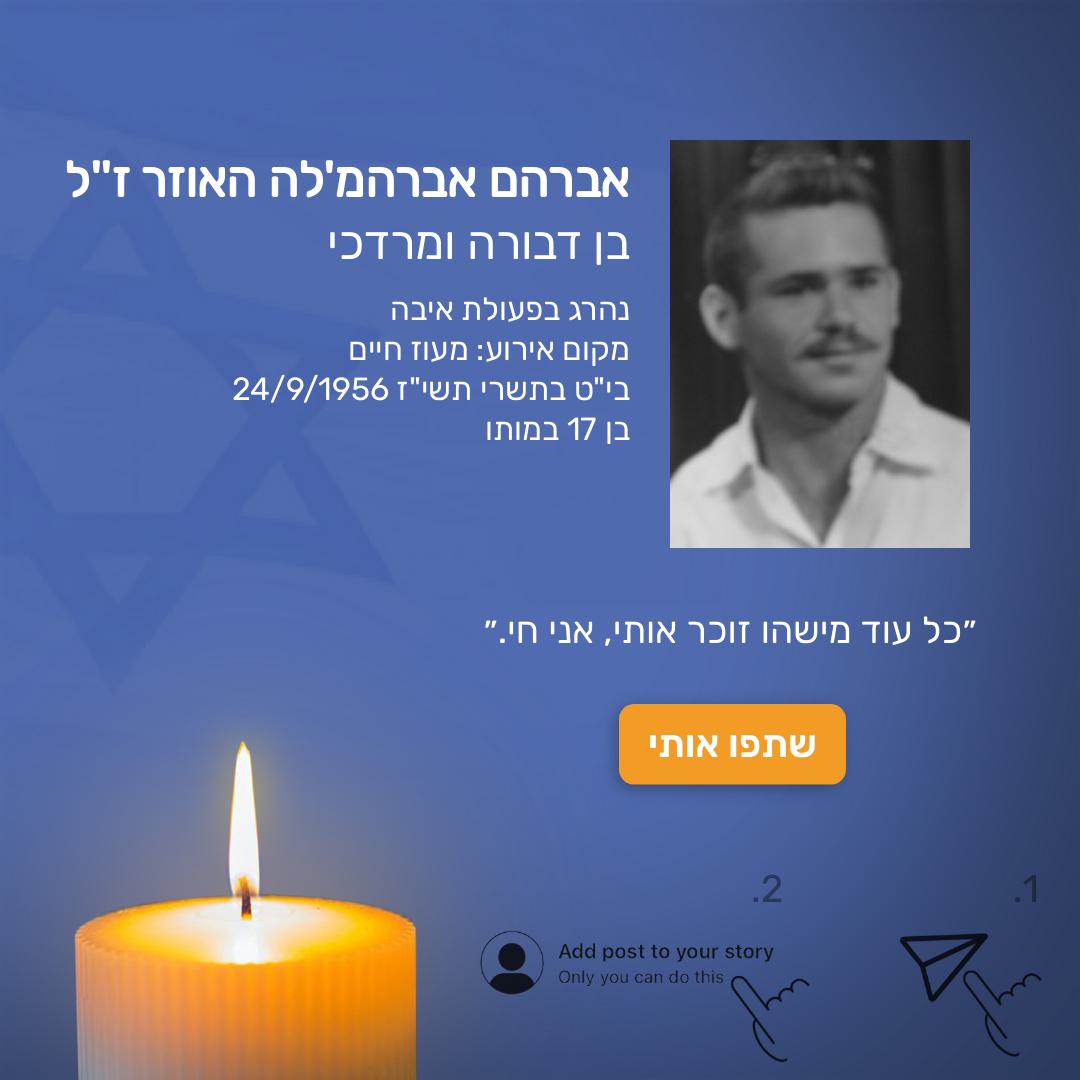 אברהם אברהמ'לה האוזר ז"ל
בן דבורה ומרדכי
נהרג בפעולת איבה
מקום אירוע: מעוז חיים
בי"ט בתשרי תשי"ז 24/9/1956
בן 17 במותו
״כל עוד מישהו זוכר אותי, אני חי.״
שתפו אותי
.1
.2
Add post to your story
Only you can do this